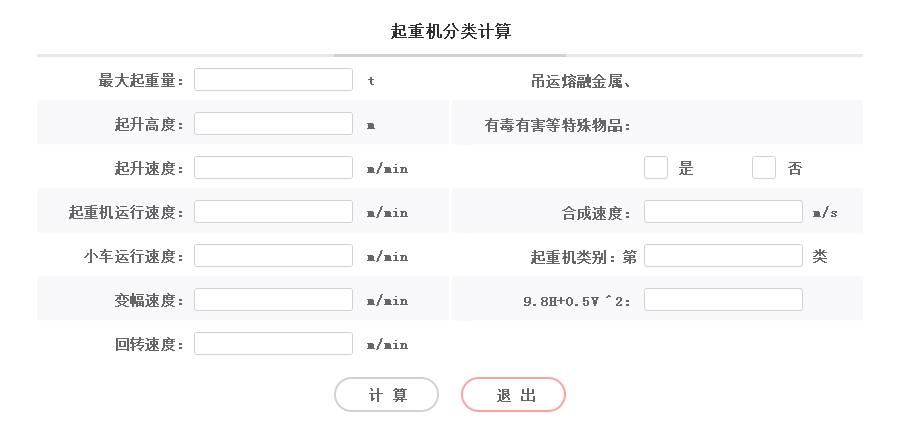 起重机分类计算
最大起重量： t
吊运熔融金属、
起升高度： m
有毒有害等特殊物品：
起升速度： m/min
是 否
起重机运行速度： m/min
合成速度： m/s
小车运行速度： m/min
起重机类别：第 类
变幅速度： m/min
9.8H+0.5V^2：
回转速度： m/min
计 算 退 出